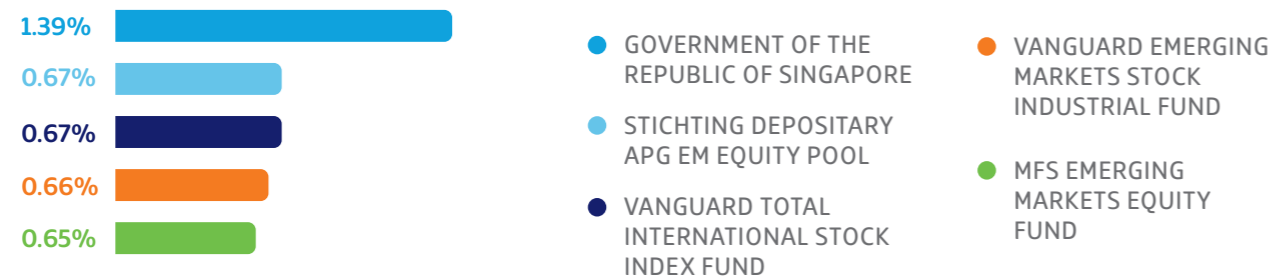 1.39%
0.67%
0.67%
0.66%
0.65%
GOVERNMENT OF THE
REPUBLIC OF SINGAPORE
STICHTING DEPOSITARY
APG EM EQUITY POOL
VANGUARD TOTAL
INTERNATIONAL STOCK
INDEX FUND
VANGUARD EMERGING
MARKETS STOCK
INDUSTRIAL FUND
MFS EMERGING
MARKETS EQUITY
FUND